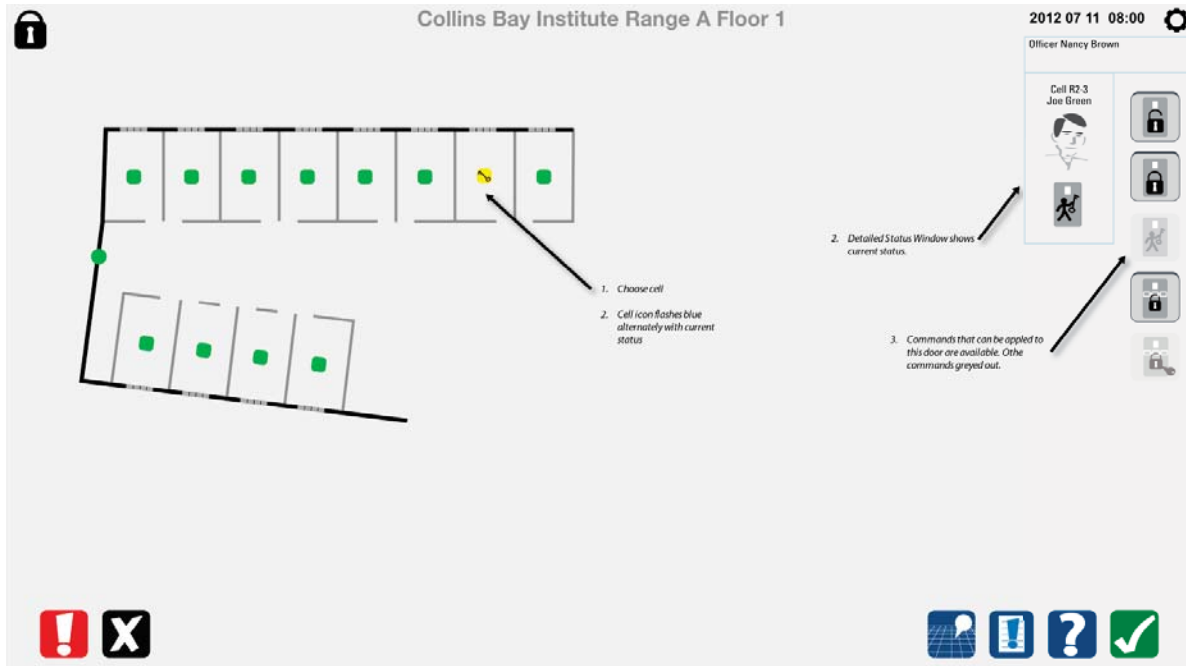 Collins Bay Institute Range A Floor 1
2012 07 11 08:00
Officer Nancy Brown
Cell R2-3
Joe Green
2. Detailed Status Window shows
current status.
1. Choose cell
2. Cell icon flashes blue
alternately with current
status
3. Commands that can be appled to
this door are available. Othe
commands greyed out.